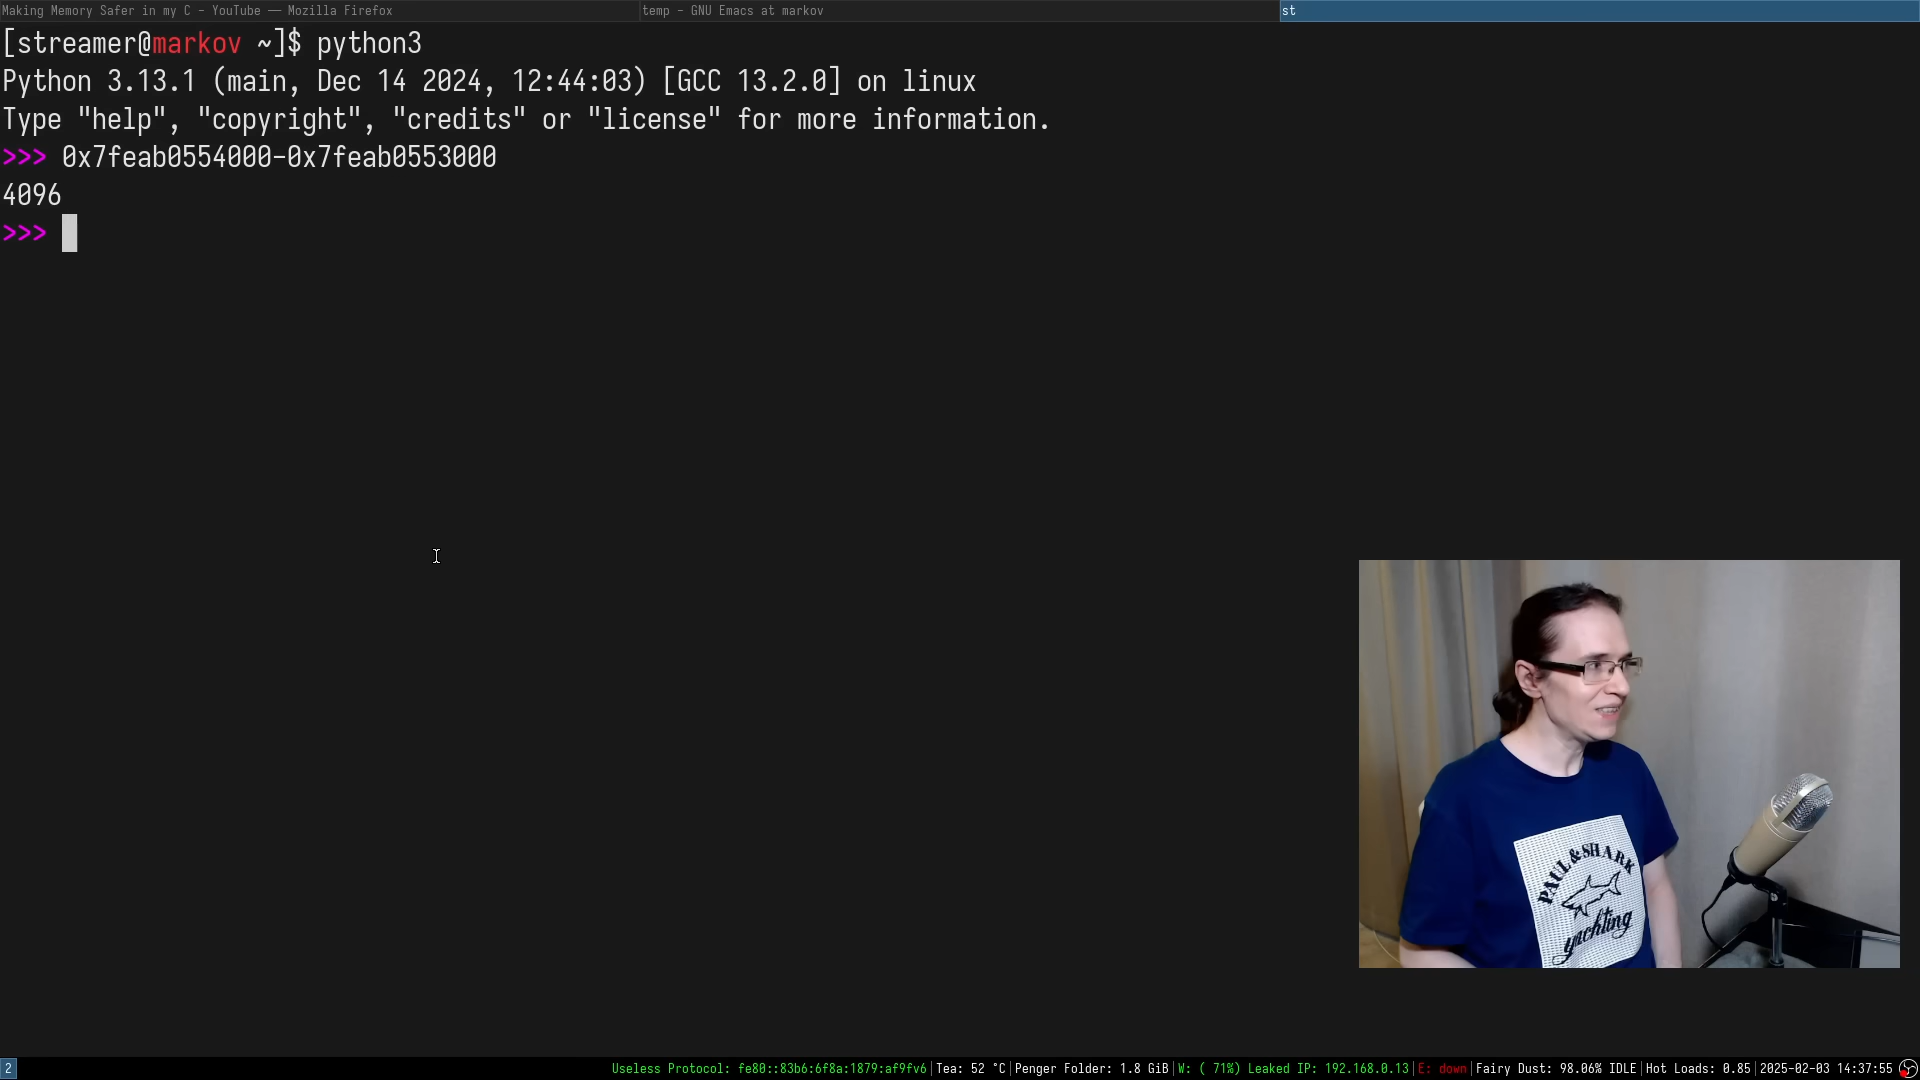 Making Memory Safer in my C - YouTube — Mozilla Firefox
temp - GNU Emacs at markov
st
[streamer@markov ~]$ python3
Python 3.13.1 (main, Dec 14 2024, 12:44:03) [GCC 13.2.0] on linux
Type "help", "copyright", "credits" or "license" for more information.
>>> 0x7feab0554000-0x7feab0553000
4096
>>>
PAUL & SHARK
yachting
2
Useless Protocol: fe80::83b6:6f8a:1879:af9fv6|Tea: 52 °C|Penger Folder: 1.8 GiB|W: ( 71%) Leaked IP: 192.168.0.13|E: down|Fairy Dust: 98.06% IDLE|Hot Loads: 0.85|2025-02-03 14:37:55